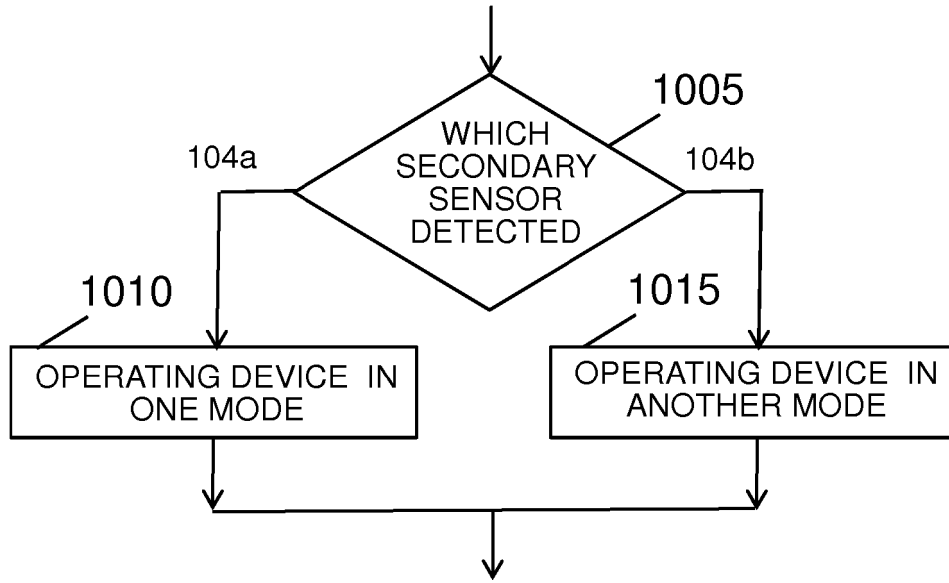 1005
WHICH
SECONDARY
SENSOR
DETECTED
104a
104b
1010
1015
OPERATING DEVICE IN
ONE MODE
OPERATING DEVICE IN
ANOTHER MODE